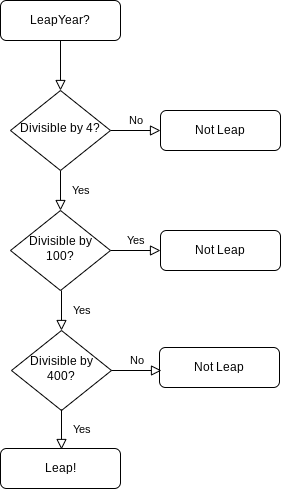 LeapYear?
Divisible by 4?
No
Not Leap
Yes
Divisible by
100?
Yes
Not Leap
Yes
Divisible by
400?
No
Not Leap
Yes
Leap!